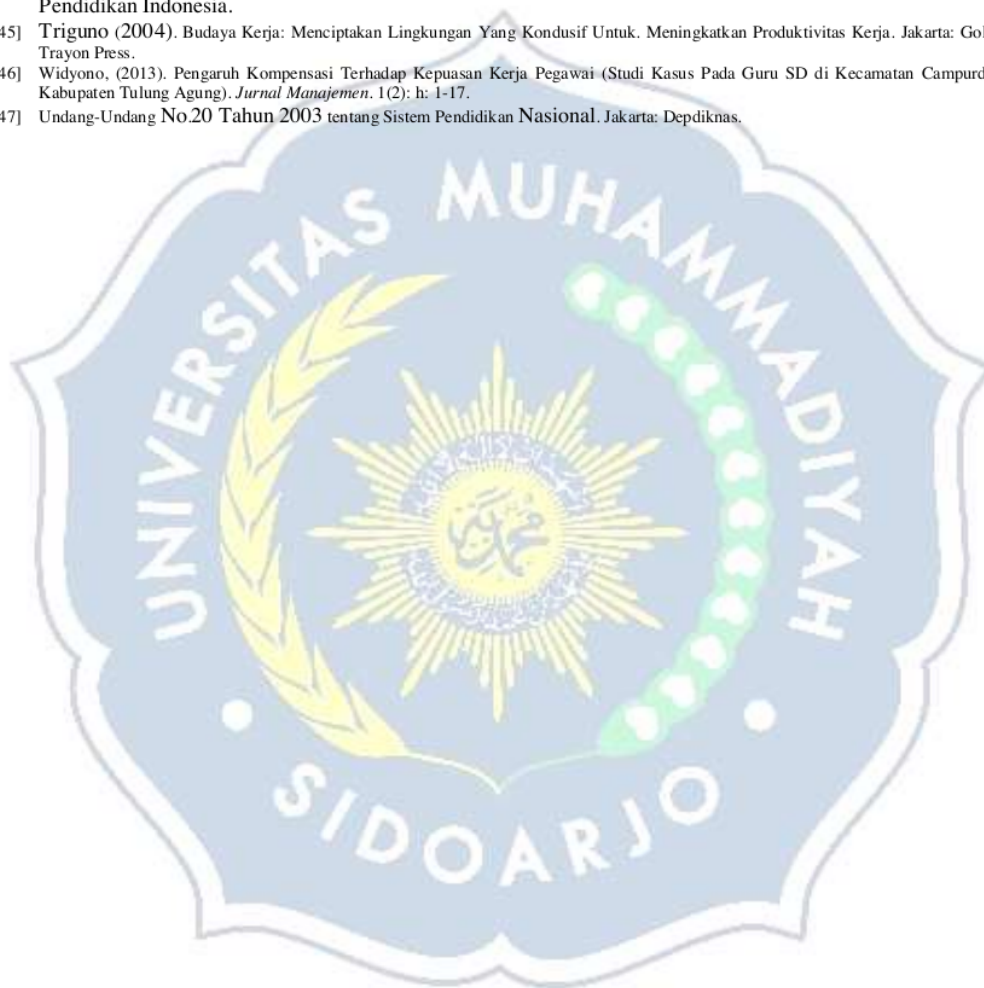 Pendidikan Indonesia.
45] Triguno (2004). Budaya Kerja: Menciptakan Lingkungan Yang Kondusif Untuk. Meningkatkan Produktivitas Kerja. Jakarta: Gol
Trayon Press.
46] Widyono, (2013). Pengaruh Kompensasi Terhadap Kepuasan Kerja Pegawai (Studi Kasus Pada Guru SD di Kecamatan Campurd
Kabupaten Tulung Agung). Jurnal Manajemen. 1(2): h: 1-17.
47] Undang-Undang No.20 Tahun 2003 tentang Sistem Pendidikan Nasional. Jakarta: Depdiknas.
UNIVERSITAS MUHAMMADIYAH
محمدية
SIDOARJO